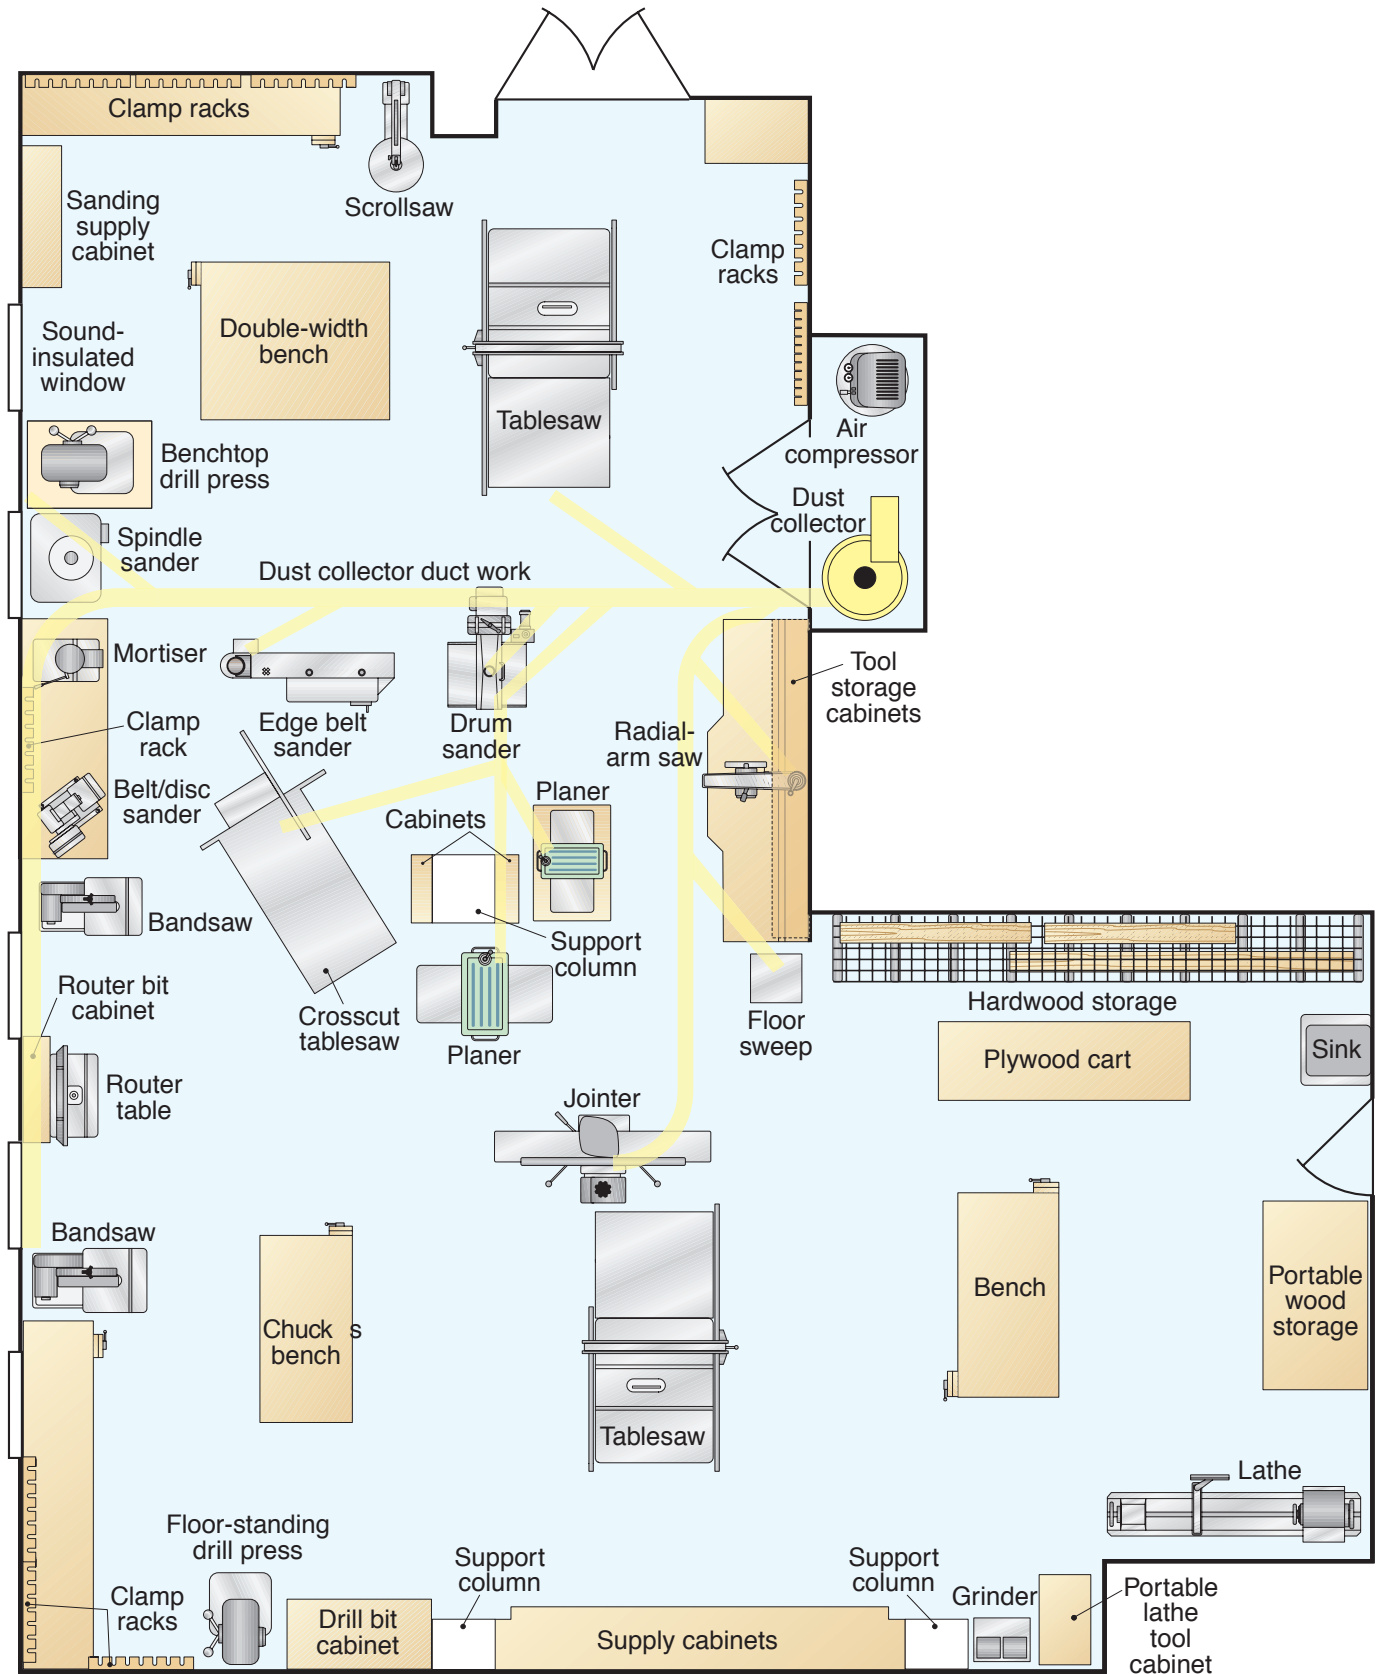 Clamp racks
Scrollsaw
Sanding
supply
cabinet
Clamp
racks
Sound-
insulated
window
Double-width
bench
Tablesaw
Air
compressor
Benchtop
drill press
Dust
collector
Spindle
sander
Dust collector duct work
Mortiser
Tool
storage
cabinets
Edge belt
sander
Drum
sander
Radial-
arm saw
Clamp
rack
Belt/disc
sander
Planer
Cabinets
Bandsaw
Support
column
Router bit
cabinet
Crosscut
tablesaw
Planer
Floor
sweep
Hardwood storage
Plywood cart
Sink
Router
table
Jointer
Bandsaw
Chuck s
bench
Bench
Portable
wood
storage
Tablesaw
Lathe
Floor-standing
drill press
Clamp
racks
Support
column
Support
column
Grinder
Portable
lathe
tool
cabinet
Drill bit
cabinet
Supply cabinets